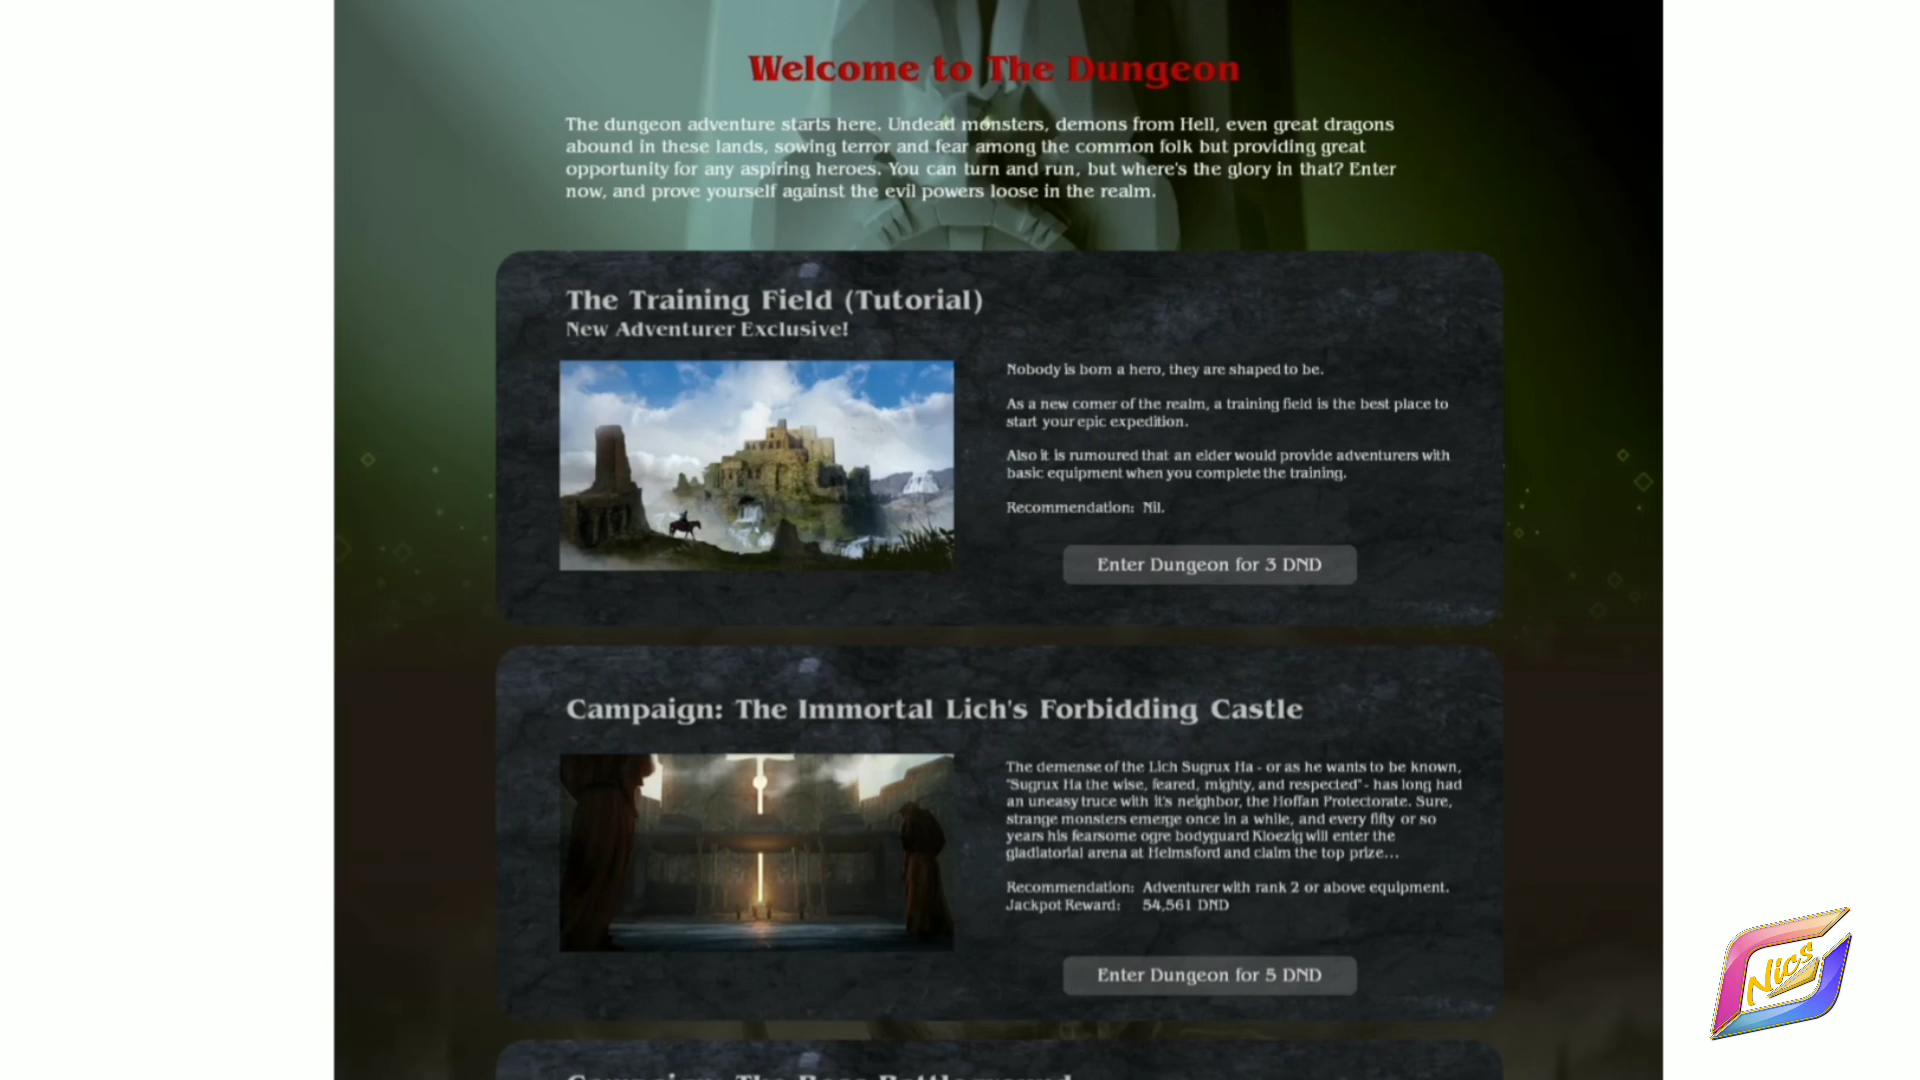 Welcome to The Dungeon
The dungeon adventure starts here. Undead monsters, demons from Hell, even great dragons
abound in these lands, sowing terror and fear among the common folk but providing great
opportunity for any aspiring heroes. You can turn and run, but where's the glory in that? Enter
now, and prove yourself against the evil powers loose in the realm.
The Training Field (Tutorial)
New Adventurer Exclusive!
Nobody is born a hero, they are shaped to be.
As a new comer of the realm, a training field is the best place to
start your epic expedition.
Also it is rumoured that an elder would provide adventurers with
basic equipment when you complete the training.
Recommendation: Nil.
Enter Dungeon for 3 DND
Campaign: The Immortal Lich's Forbidding Castle
The demense of the Lich Sugrux Ha - or as he wants to be known,
"Sugrux Ha the wise, feared, mighty, and respected" - has long had
an uneasy truce with it's neighbor, the Hoffan Protectorate. Sure,
strange monsters emerge once in a while, and every fifty or so
years his fearsome ogre bodyguard Kloezig will enter the
gladiatorial arena at Helmsford and claim the top prize...
Recommendation: Adventurer with rank 2 or above equipment.
Jackpot Reward: 54,561 DND
Enter Dungeon for 5 DND
Campaign: The Boss Battleground
Nics